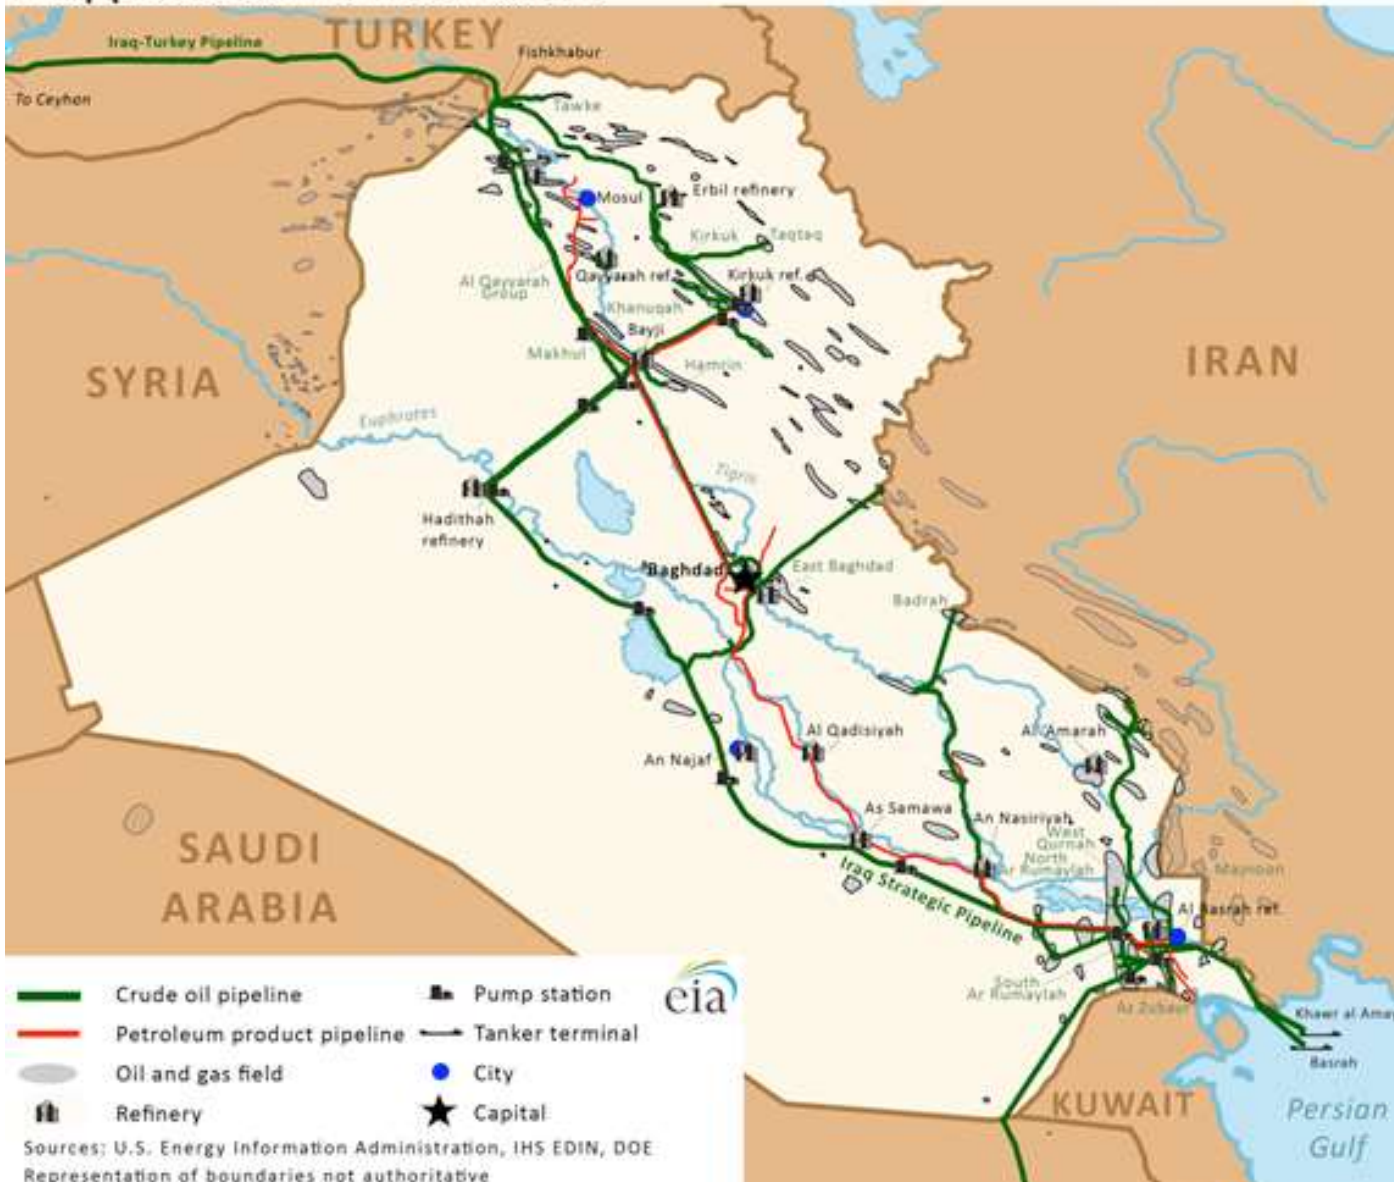 TURKEY
Iraq-Turkey Pipeline
Fishkhabur
To Ceyhan
Tawke
Mosul
Erbil refinery
Kirkuk
Taqtaq
Al Qayyarah
Group
Qayyarah ref.
Kirkuk ref.
Khanuqah
Bayji
Makhul
Hamrin
SYRIA
IRAN
Euphrates
Tigris
Hadithah
refinery
Baghdad
East Baghdad
Badrah
Al Qadisiyah
Al 'Amarah
An Najaf
As Samawa
An Nasiriyah
West
Qurnah
North
Ar Rumaylah
Majnoon
SAUDI
ARABIA
Iraq Strategic Pipeline
Al Basrah ref.
South
Ar Rumaylah
Az Zubair
Khawr al Amay
Basrah
KUWAIT
Persian
Gulf
Crude oil pipeline
Pump station
eia
Petroleum product pipeline
Tanker terminal
Oil and gas field
City
Refinery
Capital
Sources: U.S. Energy Information Administration, IHS EDIN, DOE
Representation of boundaries not authoritative